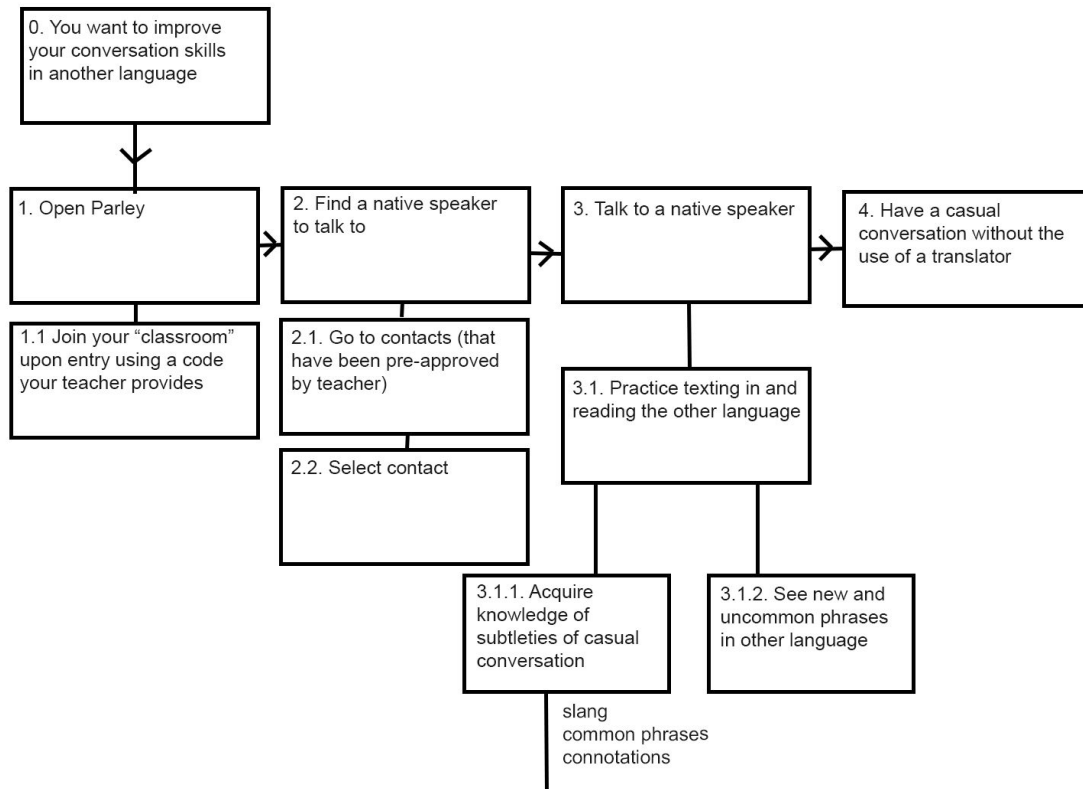 0. You want to improve
your conversation skills
in another language
1. Open Parley
2. Find a native speaker
to talk to
3. Talk to a native speaker
4. Have a casual
conversation without the
use of a translator
1.1 Join your “classroom”
upon entry using a code
your teacher provides
2.1. Go to contacts (that
have been pre-approved
by teacher)
2.2. Select contact
3.1. Practice texting in and
reading the other language
3.1.1. Acquire
knowledge of
subtleties of casual
conversation
3.1.2. See new and
uncommon phrases
in other language
slang
common phrases
connotations